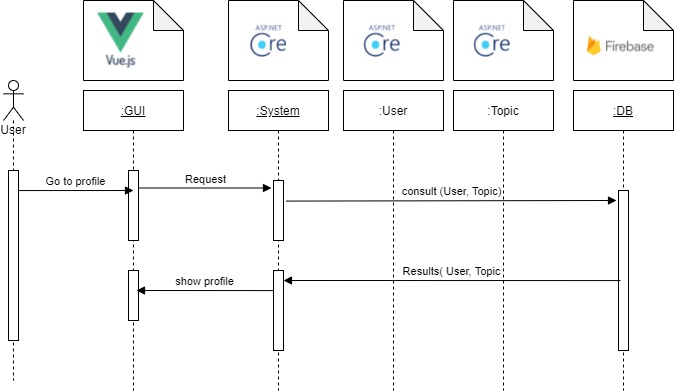 Vue.js
ASP.NET
Core
ASP.NET
Core
ASP.NET
Core
Firebase
:GUI
:System
:User
:Topic
:DB
User
Go to profile
Request
consult (User, Topic)
Results( User, Topic
show profile